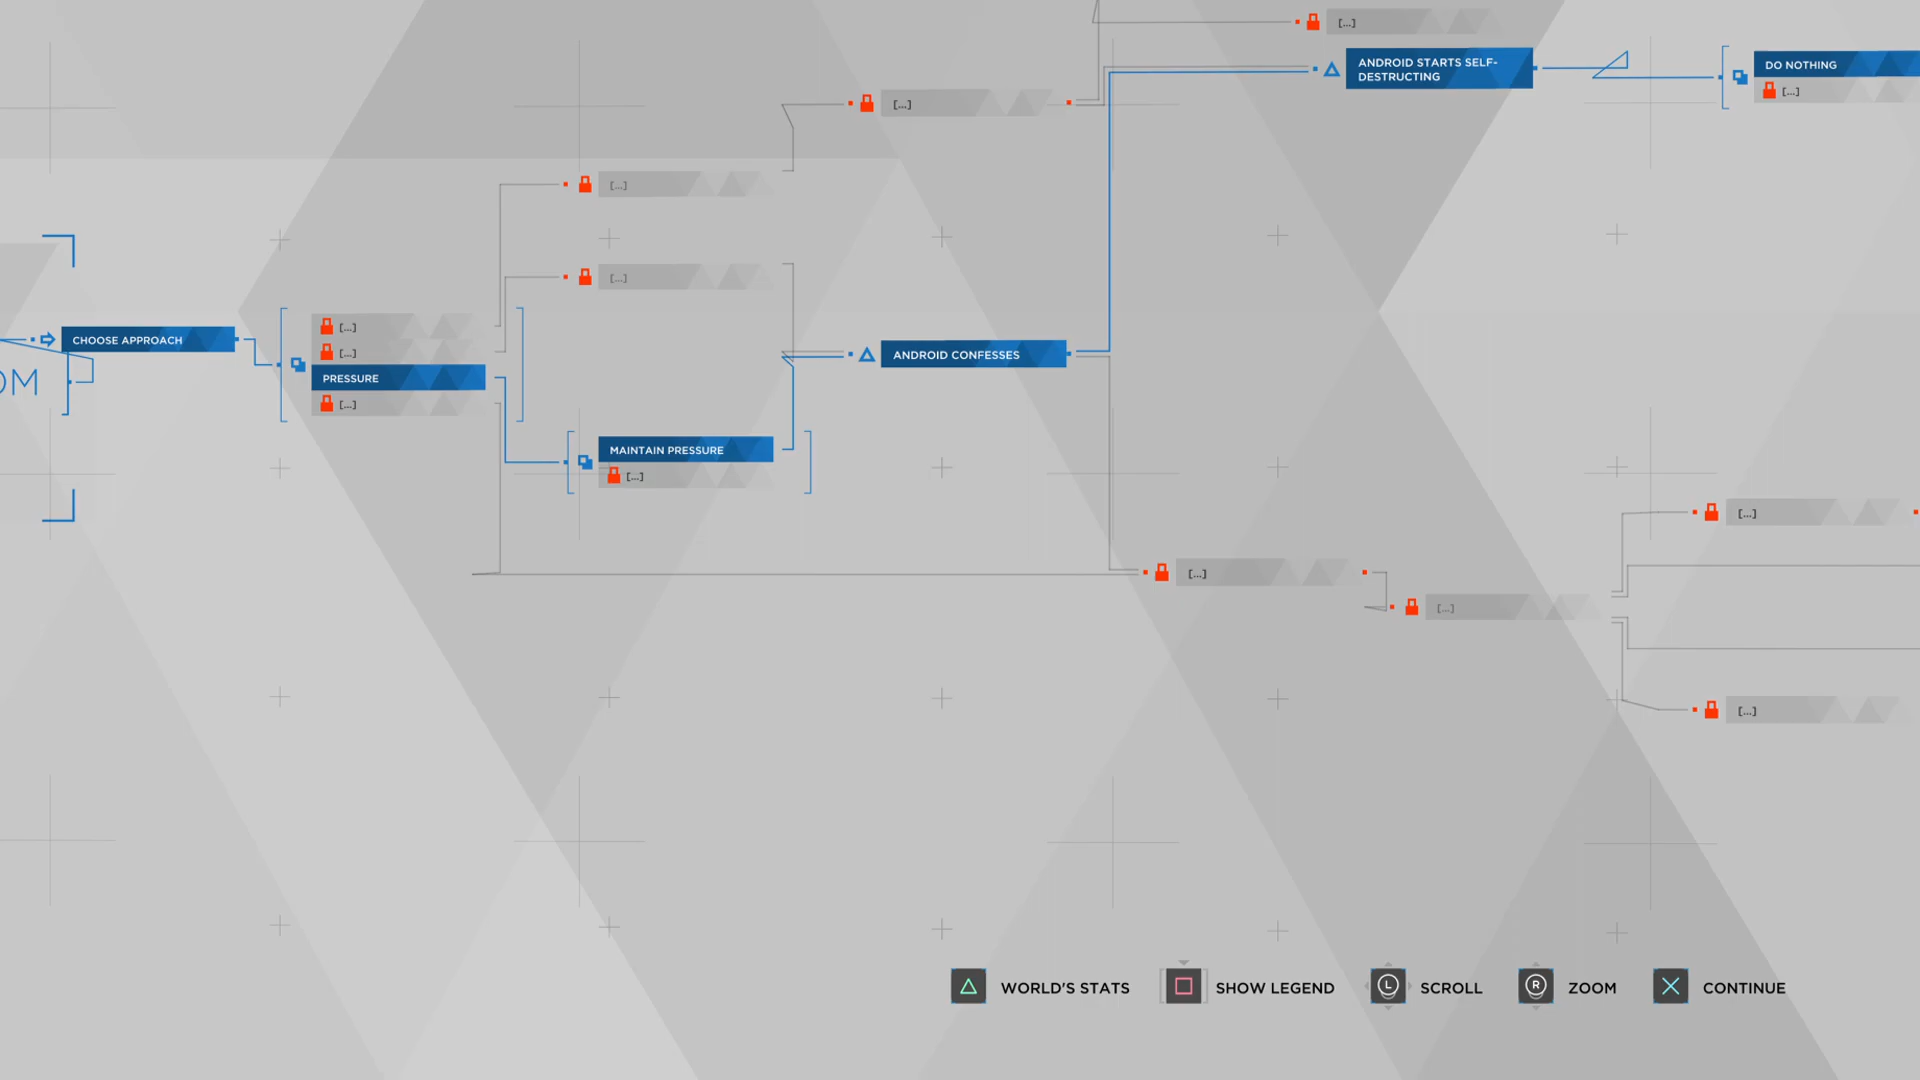 [...]
ANDROID STARTS SELF-
DESTRUCTING
DO NOTHING
[...]
[...]
[...]
[...]
CHOOSE APPROACH
[...]
[...]
PRESSURE
[...]
OM
ANDROID CONFESSES
MAINTAIN PRESSURE
[...]
[...]
[...]
[...]
[...]
WORLD'S STATS
SHOW LEGEND
L
SCROLL
R
ZOOM
CONTINUE